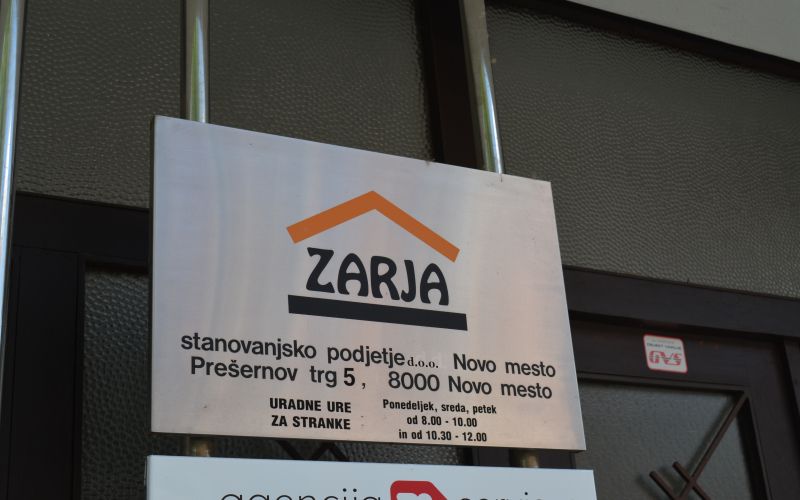 ZARJA
stanovanjsko podjetje d.o.o. Novo mesto
Prešernov trg 5, 8000 Novo mesto
URADNE URE
ZA STRANKE
Ponedeljek, sreda, petek
od 8.00 - 10.00
in od 10.30 - 12.00
agencija